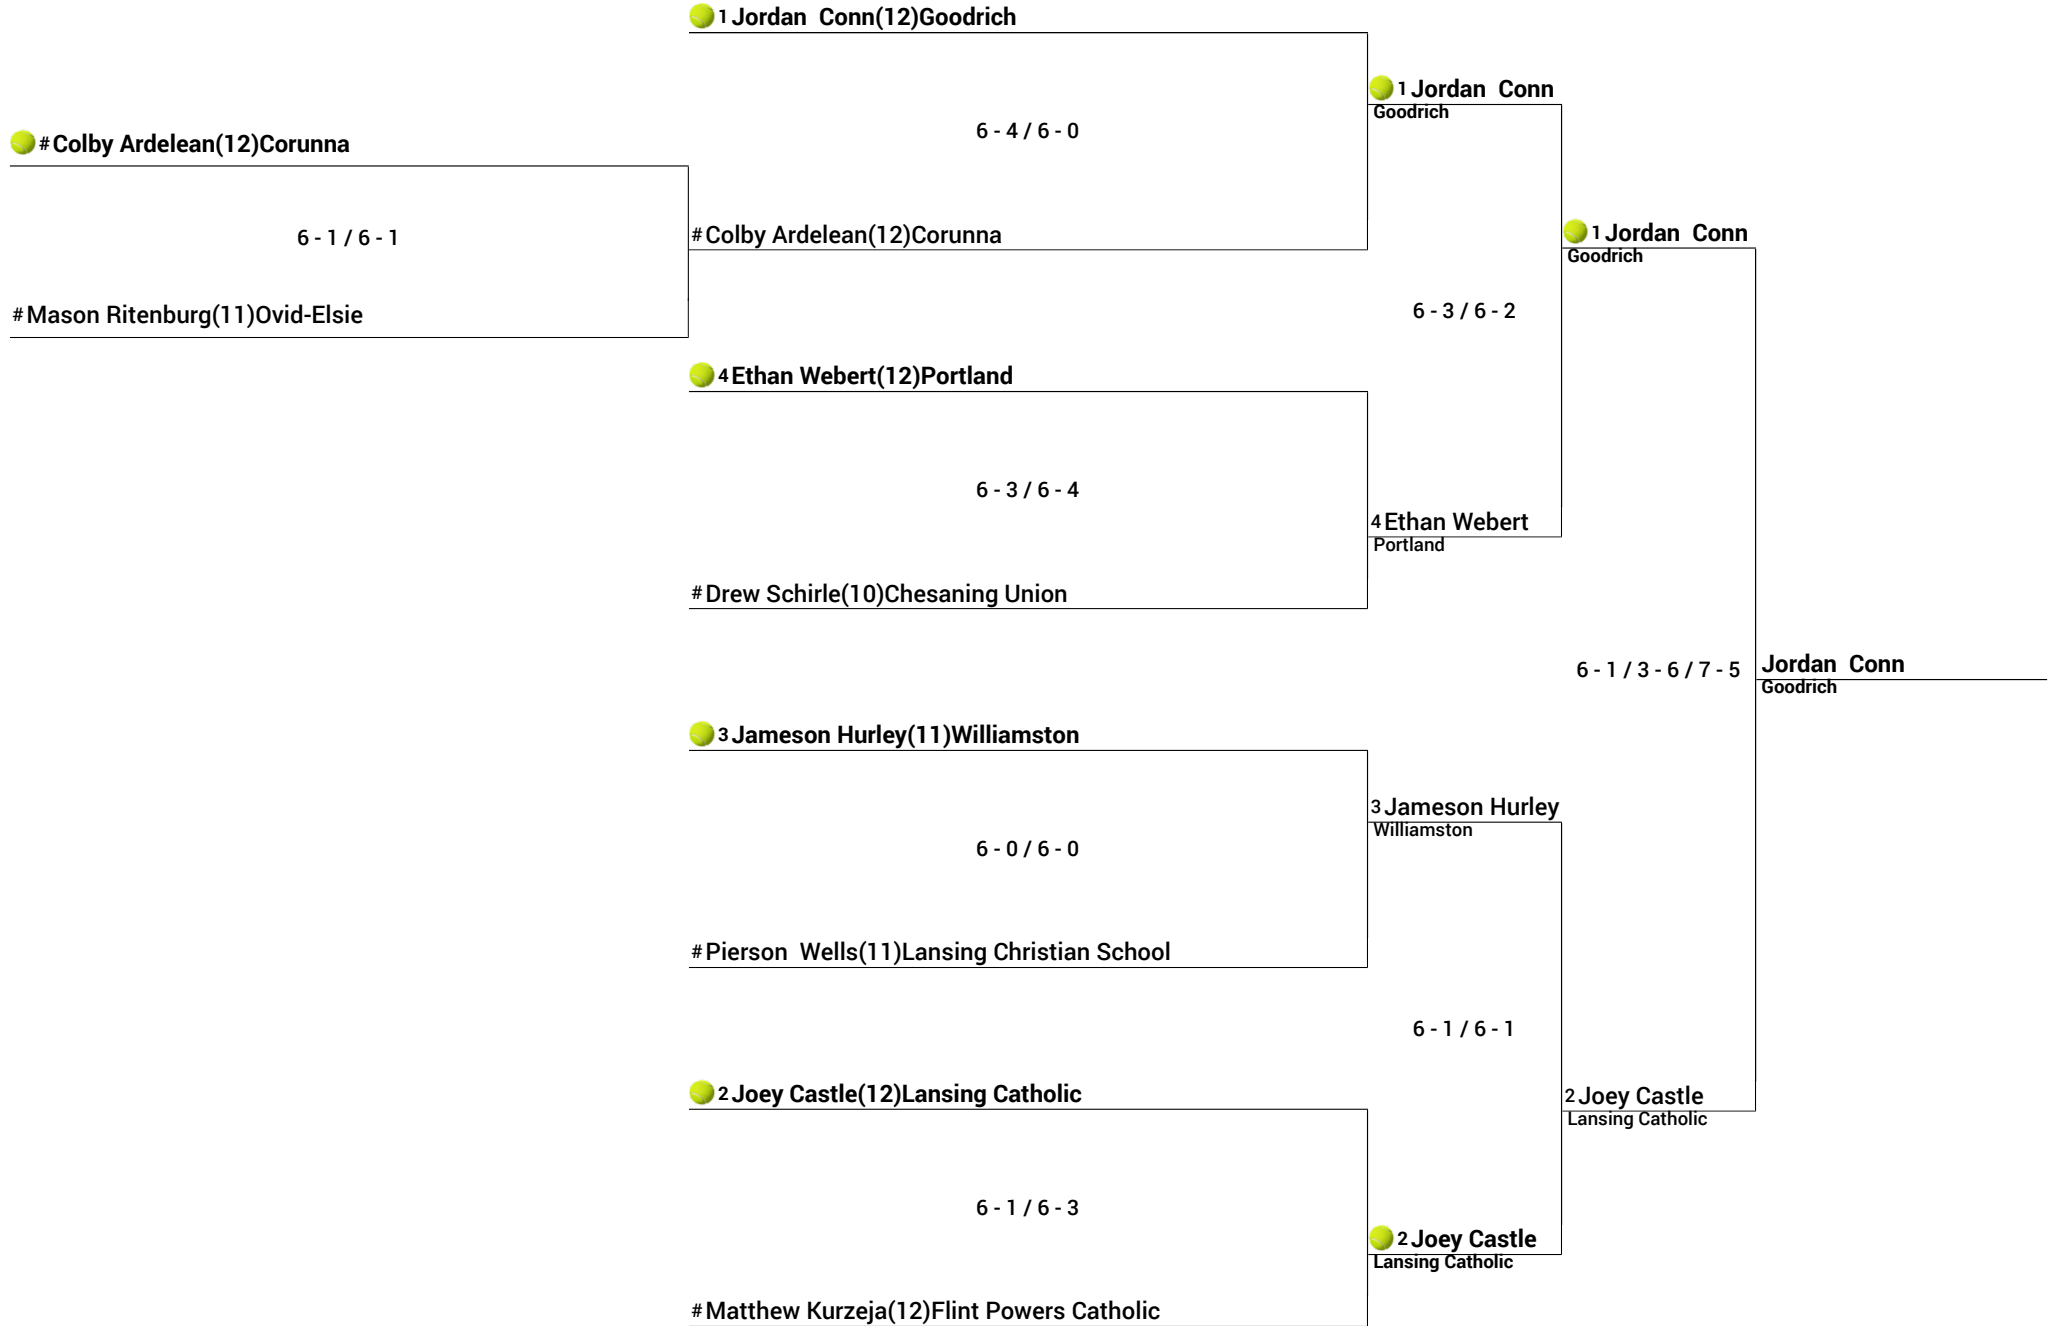 1 Jordan  Conn(12)Goodrich
1 Jordan  Conn
Goodrich
6 - 4 / 6 - 0
# Colby Ardelean(12)Corunna
6 - 1 / 6 - 1
# Colby Ardelean(12)Corunna
1 Jordan  Conn
Goodrich
# Mason Ritenburg(11)Ovid-Elsie
6 - 3 / 6 - 2
4 Ethan Webert(12)Portland
6 - 3 / 6 - 4
4 Ethan Webert
Portland
# Drew Schirle(10)Chesaning Union
6 - 1 / 3 - 6 / 7 - 5
Jordan  Conn
Goodrich
3 Jameson Hurley(11)Williamston
3 Jameson Hurley
Williamston
6 - 0 / 6 - 0
# Pierson  Wells(11)Lansing Christian School
6 - 1 / 6 - 1
2 Joey Castle(12)Lansing Catholic
2 Joey Castle
Lansing Catholic
6 - 1 / 6 - 3
2 Joey Castle
Lansing Catholic
# Matthew Kurzeja(12)Flint Powers Catholic